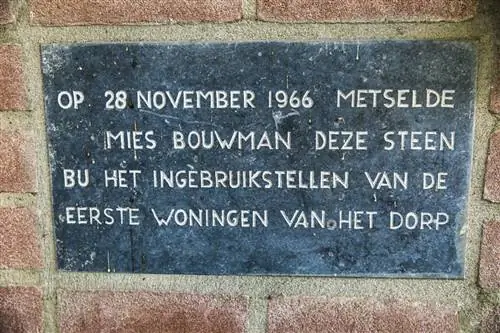 OP 28 NOVEMBER 1966 METSELDE
MIES BOUWMAN DEZE STEEN
BIJ HET INGEBRUIKSTELLEN VAN DE
EERSTE WONINGEN VAN HET DORP